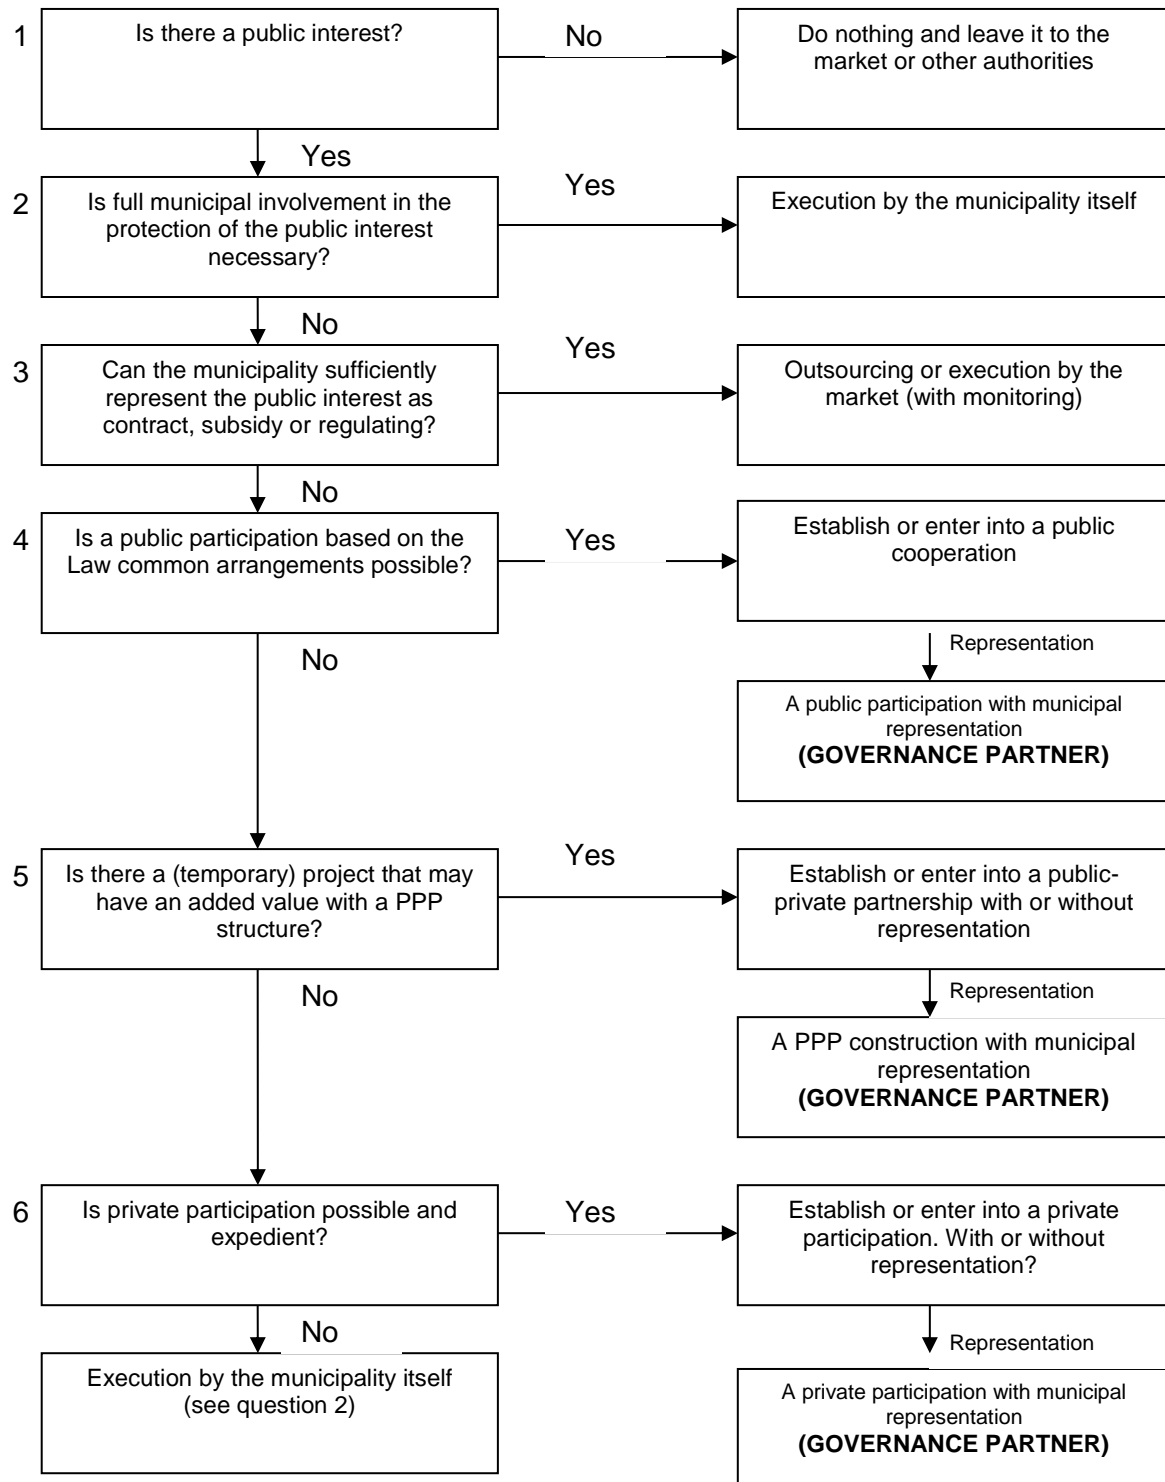 1
Is there a public interest?
No
Do nothing and leave it to the
market or other authorities
Yes
2
Is full municipal involvement in the
protection of the public interest
necessary?
Yes
Execution by the municipality itself
No
3
Can the municipality sufficiently
represent the public interest as
contract, subsidy or regulating?
Yes
Outsourcing or execution by the
market (with monitoring)
No
4
Is a public participation based on the
Law common arrangements possible?
Yes
Establish or enter into a public
cooperation
No
Representation
A public participation with municipal
representation
(GOVERNANCE PARTNER)
5
Is there a (temporary) project that may
have an added value with a PPP
structure?
Yes
Establish or enter into a public-
private partnership with or without
representation
No
Representation
A PPP construction with municipal
representation
(GOVERNANCE PARTNER)
6
Is private participation possible and
expedient?
Yes
Establish or enter into a private
participation. With or without
representation?
No
Representation
Execution by the municipality itself
(see question 2)
A private participation with municipal
representation
(GOVERNANCE PARTNER)